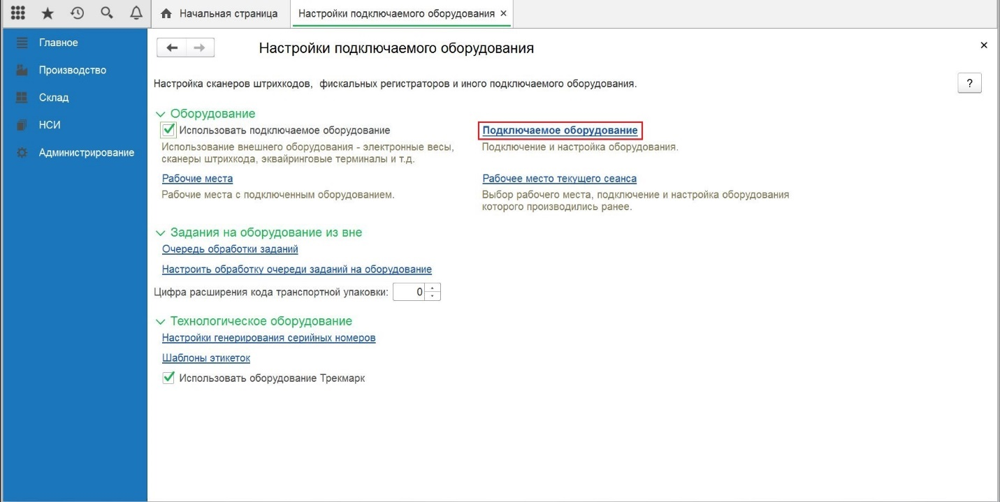 Начальная страница
Настройки подключаемого оборудования ×
Главное
Производство
Склад
НСИ
Администрирование
Настройки подключаемого оборудования
Настройка сканеров штрихкодов, фискальных регистраторов и иного подключаемого оборудования.
?
Оборудование
Использовать подключаемое оборудование
Использование внешнего оборудования - электронные весы,
сканеры штрихкода, эквайринговые терминалы и т.д.
Подключаемое оборудование
Подключение и настройка оборудования.
Рабочие места
Рабочие места с подключенным оборудованием.
Рабочее место текущего сеанса
Выбор рабочего места, подключение и настройка оборудования
которого производились ранее.
Задания на оборудование из вне
Очередь обработки заданий
Настроить обработку очереди заданий на оборудование
Цифра расширения кода транспортной упаковки: 0
Технологическое оборудование
Настройки генерирования серийных номеров
Шаблоны этикеток
Использовать оборудование Трекмарк